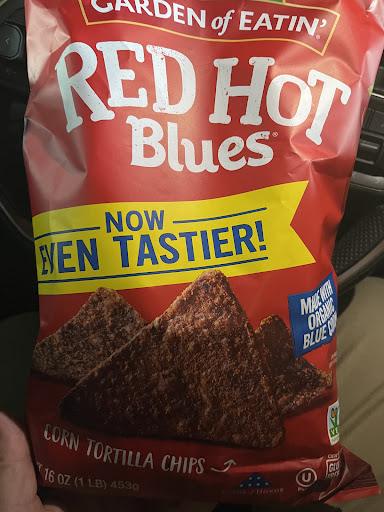 GARDEN of EATIN'®
RED HOT
Blues®
NOW
EVEN TASTIER!
MADE WITH
ORGANIC
BLUE
CORN TORTILLA CHIPS
16 OZ (1 LB) 453g
U